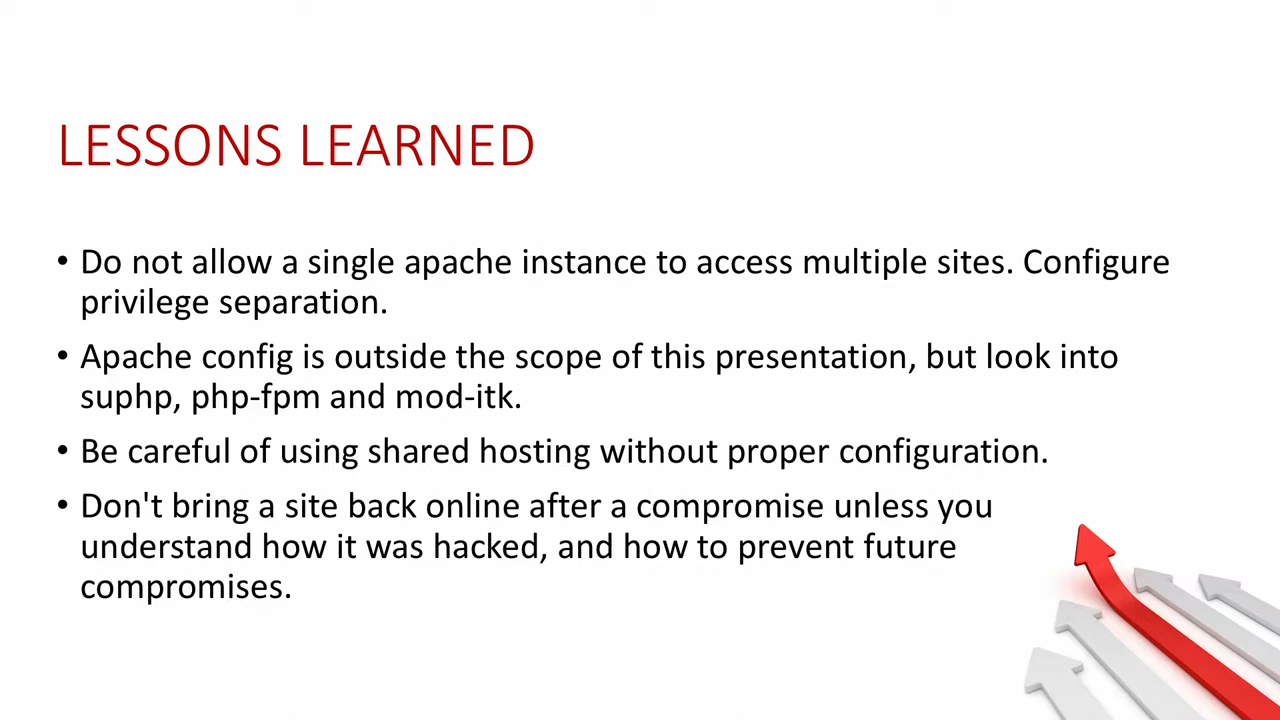 LESSONS LEARNED
• Do not allow a single apache instance to access multiple sites. Configure
privilege separation.
• Apache config is outside the scope of this presentation, but look into
suphp, php-fpm and mod-itk.
• Be careful of using shared hosting without proper configuration.
• Don't bring a site back online after a compromise unless you
understand how it was hacked, and how to prevent future
compromises.